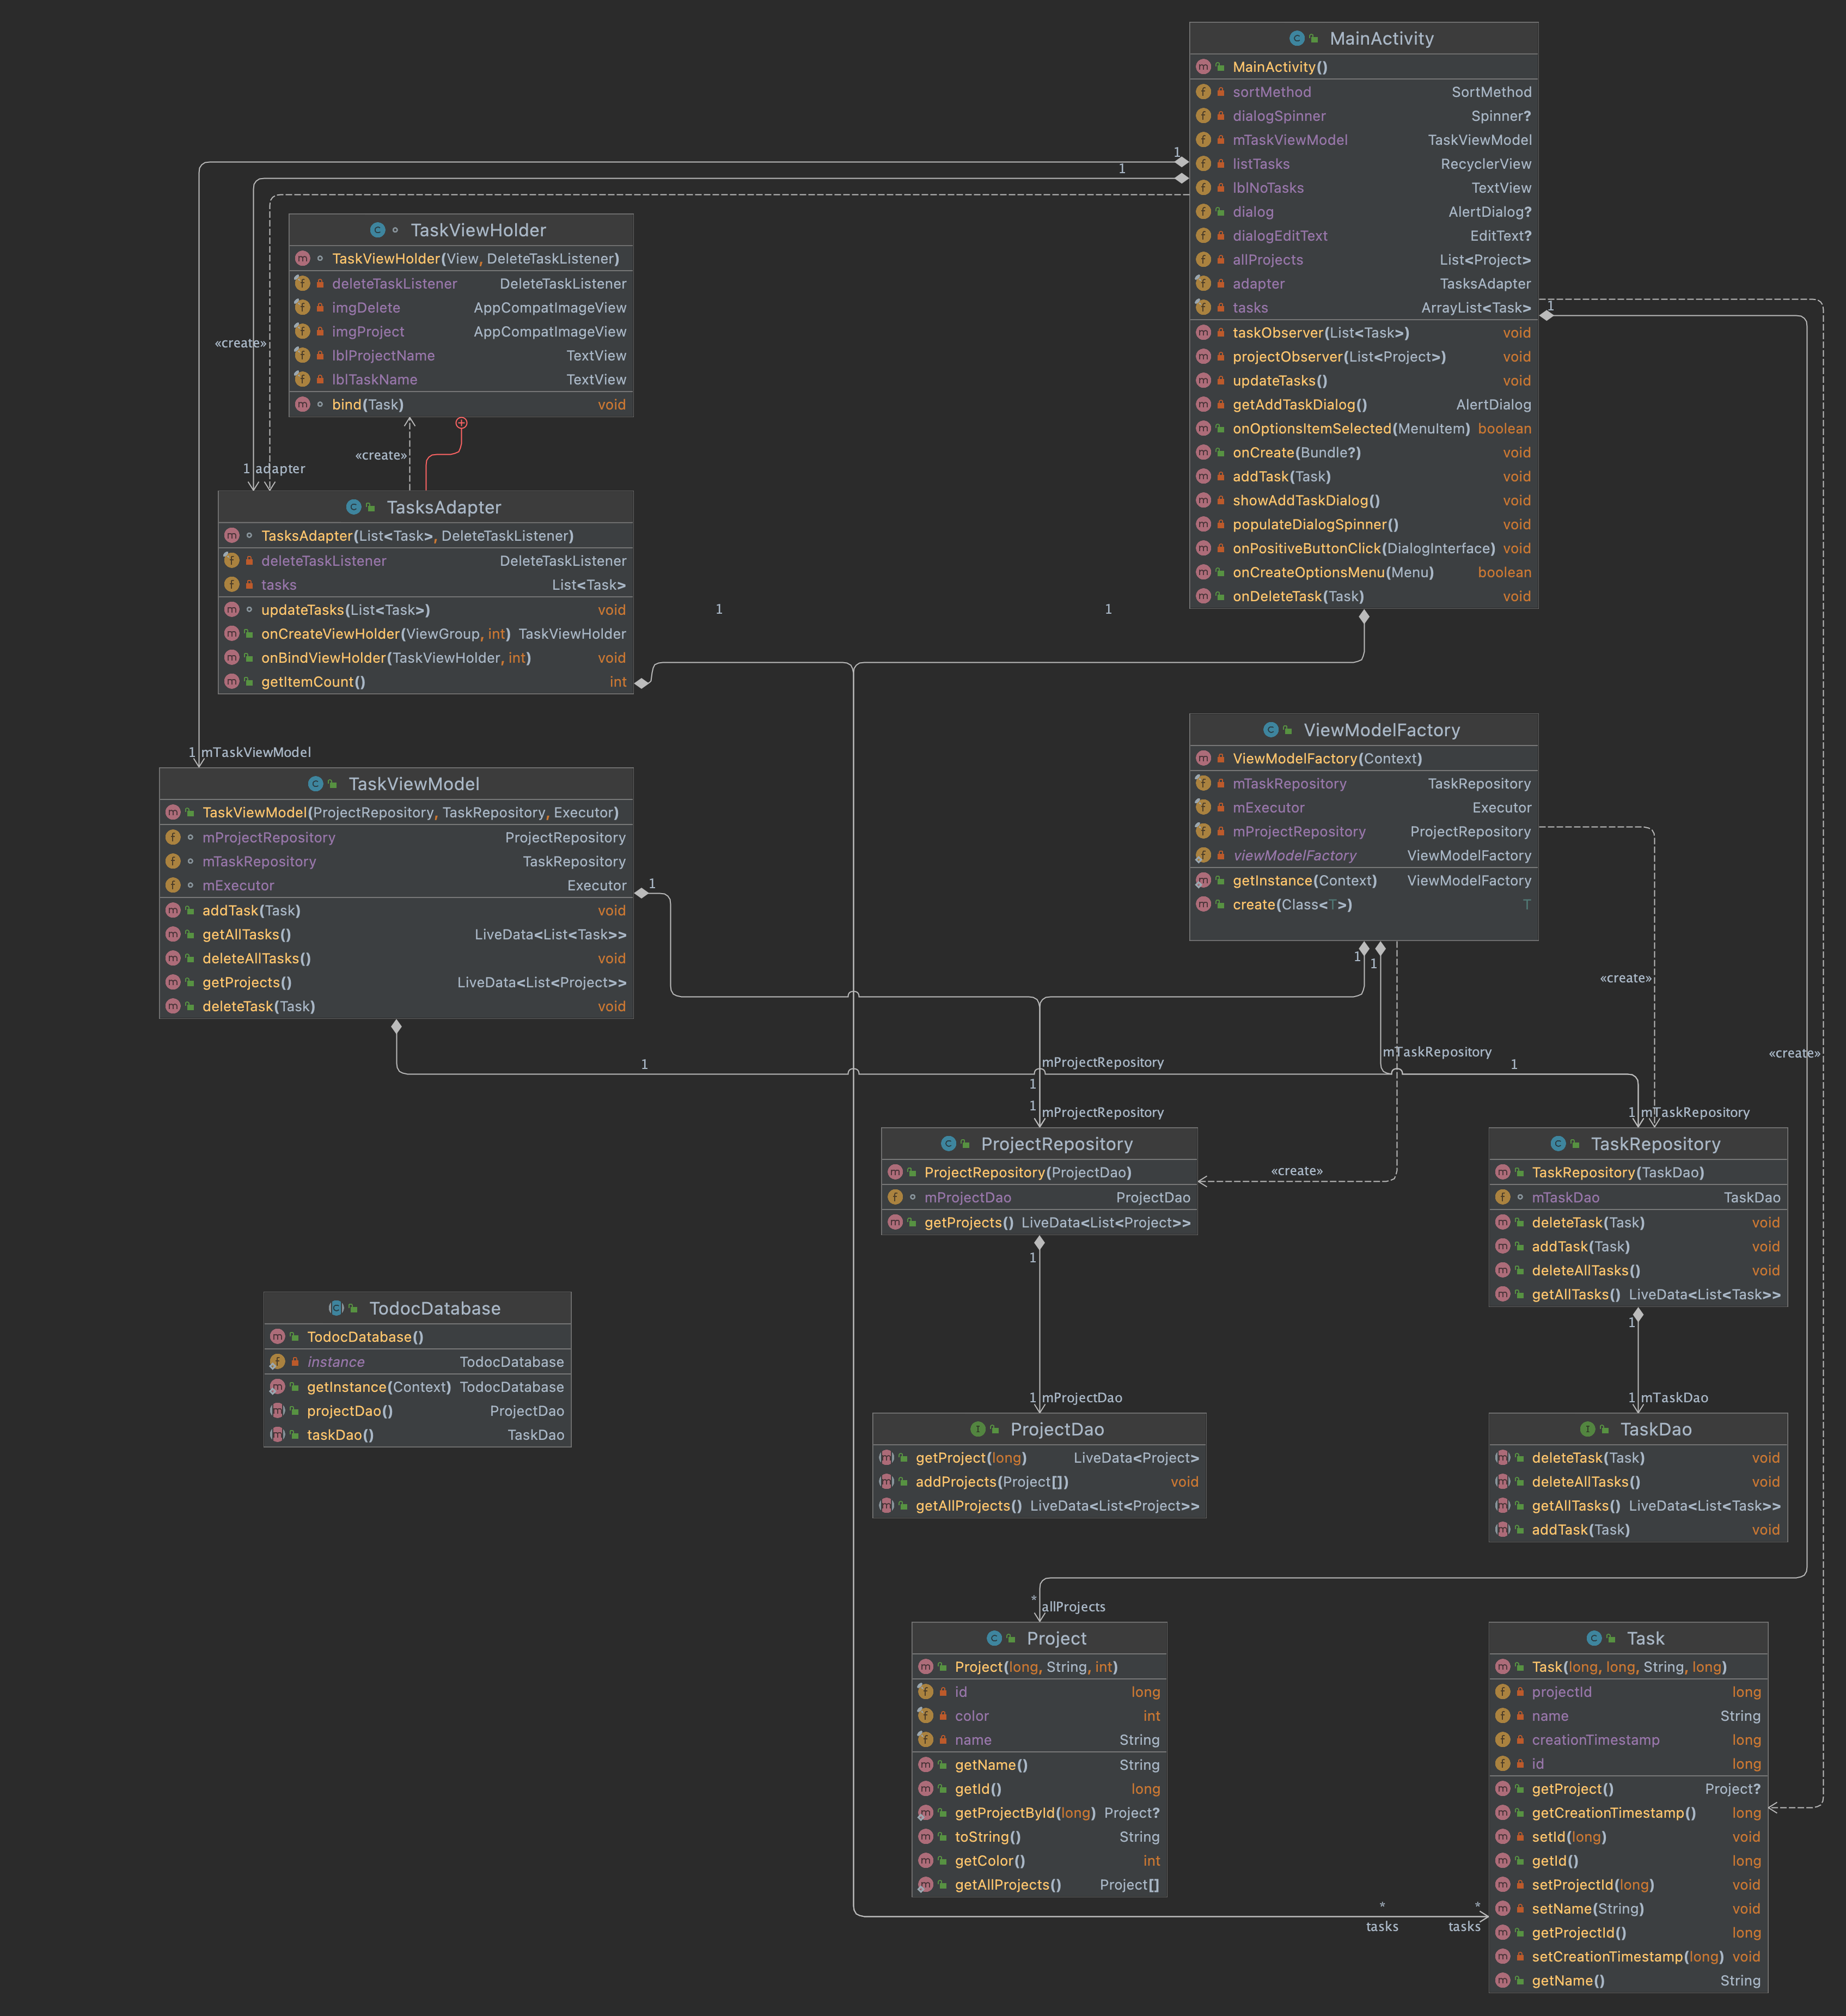 MainActivity
MainActivity()
sortMethod SortMethod
dialogSpinner Spinner?
mTaskViewModel TaskViewModel
listTasks RecyclerView
lblNoTasks TextView
dialog AlertDialog?
dialogEditText EditText?
allProjects List<Project>
adapter TasksAdapter
tasks ArrayList<Task>
taskObserver(List<Task>) void
projectObserver(List<Project>) void
updateTasks() void
getAddTaskDialog() AlertDialog
onOptionsItemSelected(MenuItem) boolean
onCreate(Bundle?) void
addTask(Task) void
showAddTaskDialog() void
populateDialogSpinner() void
onPositiveButtonClick(DialogInterface) void
onCreateOptionsMenu(Menu) boolean
onDeleteTask(Task) void
1
1
1
TaskViewHolder
TaskViewHolder(View, DeleteTaskListener)
deleteTaskListener DeleteTaskListener
imgDelete AppCompatImageView
imgProject AppCompatImageView
lblProjectName TextView
lblTaskName TextView
bind(Task) void
«create»
«create»
1 adapter
TasksAdapter
TasksAdapter(List<Task>, DeleteTaskListener)
deleteTaskListener DeleteTaskListener
tasks List<Task>
updateTasks(List<Task>) void
onCreateViewHolder(ViewGroup, int) TaskViewHolder
onBindViewHolder(TaskViewHolder, int) void
getItemCount() int
1
1
1 mTaskViewModel
TaskViewModel
TaskViewModel(ProjectRepository, TaskRepository, Executor)
mProjectRepository ProjectRepository
mTaskRepository TaskRepository
mExecutor Executor
addTask(Task) void
getAllTasks() LiveData<List<Task>>
deleteAllTasks() void
getProjects() LiveData<List<Project>>
deleteTask(Task) void
1
1
ViewModelFactory
ViewModelFactory(Context)
mTaskRepository TaskRepository
mExecutor Executor
mProjectRepository ProjectRepository
viewModelFactory ViewModelFactory
getInstance(Context) ViewModelFactory
create(Class<T>) T
1
1
«create»
mTaskRepository
«create»
mProjectRepository
1
1
1 mProjectRepository
1 mTaskRepository
ProjectRepository
ProjectRepository(ProjectDao)
mProjectDao ProjectDao
getProjects() LiveData<List<Project>>
«create»
TaskRepository
TaskRepository(TaskDao)
mTaskDao TaskDao
deleteTask(Task) void
addTask(Task) void
deleteAllTasks() void
getAllTasks() LiveData<List<Task>>
1
1
TodocDatabase
TodocDatabase()
instance TodocDatabase
getInstance(Context) TodocDatabase
projectDao() ProjectDao
taskDao() TaskDao
1 mProjectDao
1 mTaskDao
ProjectDao
getProject(long) LiveData<Project>
addProjects(Project[]) void
getAllProjects() LiveData<List<Project>>
TaskDao
deleteTask(Task) void
deleteAllTasks() void
getAllTasks() LiveData<List<Task>>
addTask(Task) void
* allProjects
Project
Project(long, String, int)
id long
color int
name String
getName() String
getId() long
getProjectById(long) Project?
toString() String
getColor() int
getAllProjects() Project[]
Task
Task(long, long, String, long)
projectId long
name String
creationTimestamp long
id long
getProject() Project?
getCreationTimestamp() long
setId(long) void
getId() long
setProjectId(long) void
setName(String) void
getProjectId() long
setCreationTimestamp(long) void
getName() String
* *
tasks tasks